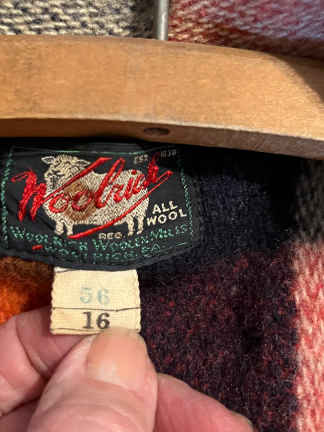 EST. 1830
Woolrich
ALL
WOOL
REG.
WOOLRICH WOOLEN MILLS
56
16